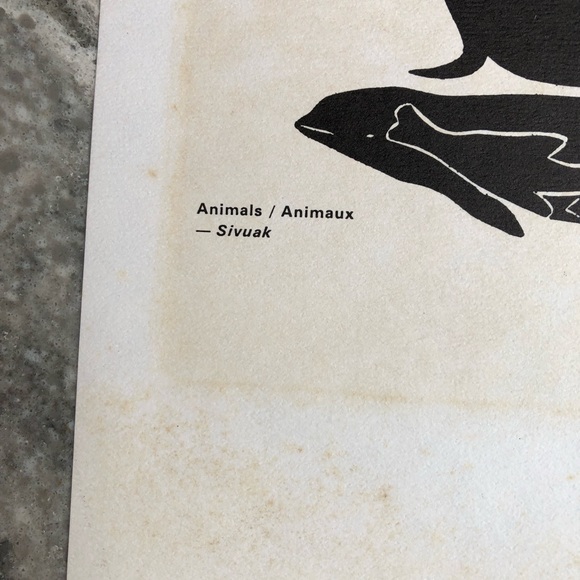 Animals / Animaux
— Sivuak